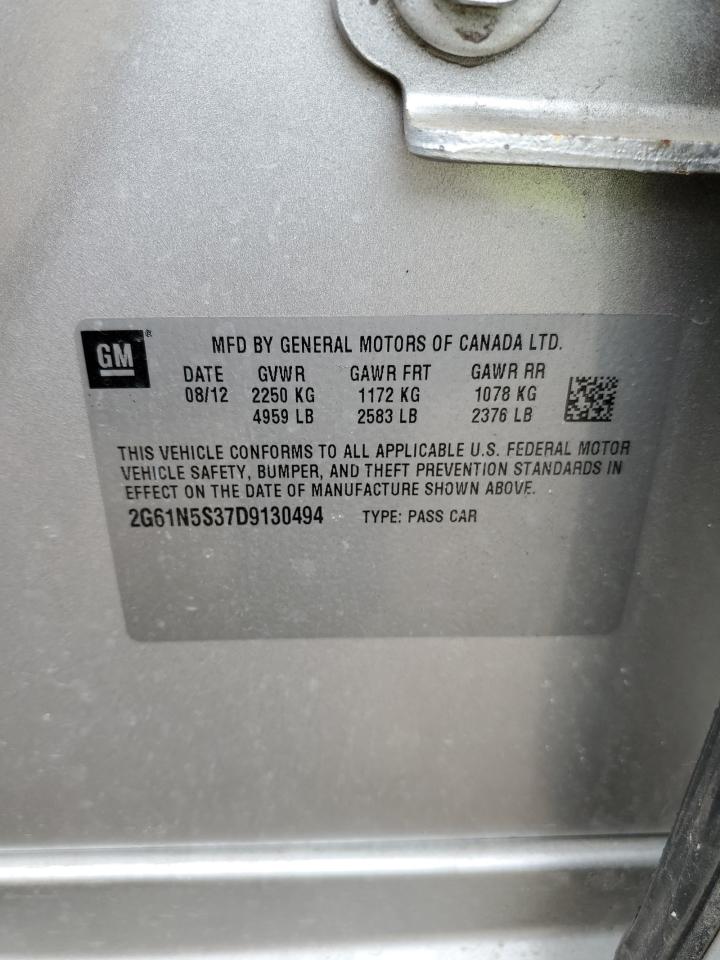 GM ®
MFD BY GENERAL MOTORS OF CANADA LTD.
DATE GVWR GAWR FRT GAWR RR
08/12 2250 KG 1172 KG 1078 KG
4959 LB 2583 LB 2376 LB
THIS VEHICLE CONFORMS TO ALL APPLICABLE U.S. FEDERAL MOTOR
VEHICLE SAFETY, BUMPER, AND THEFT PREVENTION STANDARDS IN
EFFECT ON THE DATE OF MANUFACTURE SHOWN ABOVE.
2G61N5S37D9130494 TYPE: PASS CAR